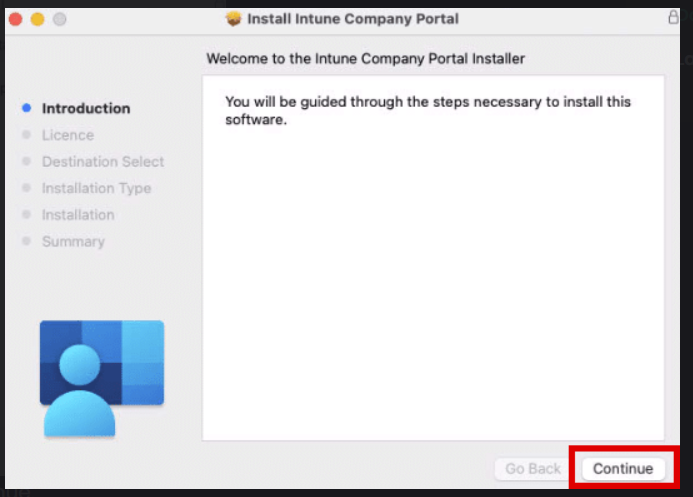 Install Intune Company Portal
Welcome to the Intune Company Portal Installer
Introduction
Licence
Destination Select
Installation Type
Installation
Summary
You will be guided through the steps necessary to install this
software.
Go Back
Continue